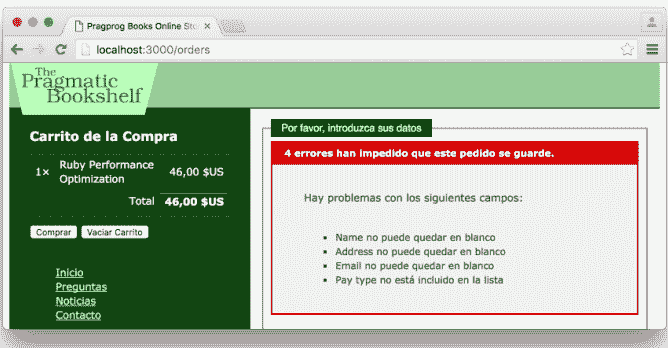 Pragprog Books Online Sto
localhost:3000/orders
The
Pragmatic
Bookshelf
Carrito de la Compra
1× Ruby Performance Optimization 46,00 $US
Total 46,00 $US
Comprar Vaciar Carrito
Inicio
Preguntas
Noticias
Contacto
Por favor, introduzca sus datos
4 errores han impedido que este pedido se guarde.
Hay problemas con los siguientes campos:
Name no puede quedar en blanco
Address no puede quedar en blanco
Email no puede quedar en blanco
Pay type no está incluido en la lista